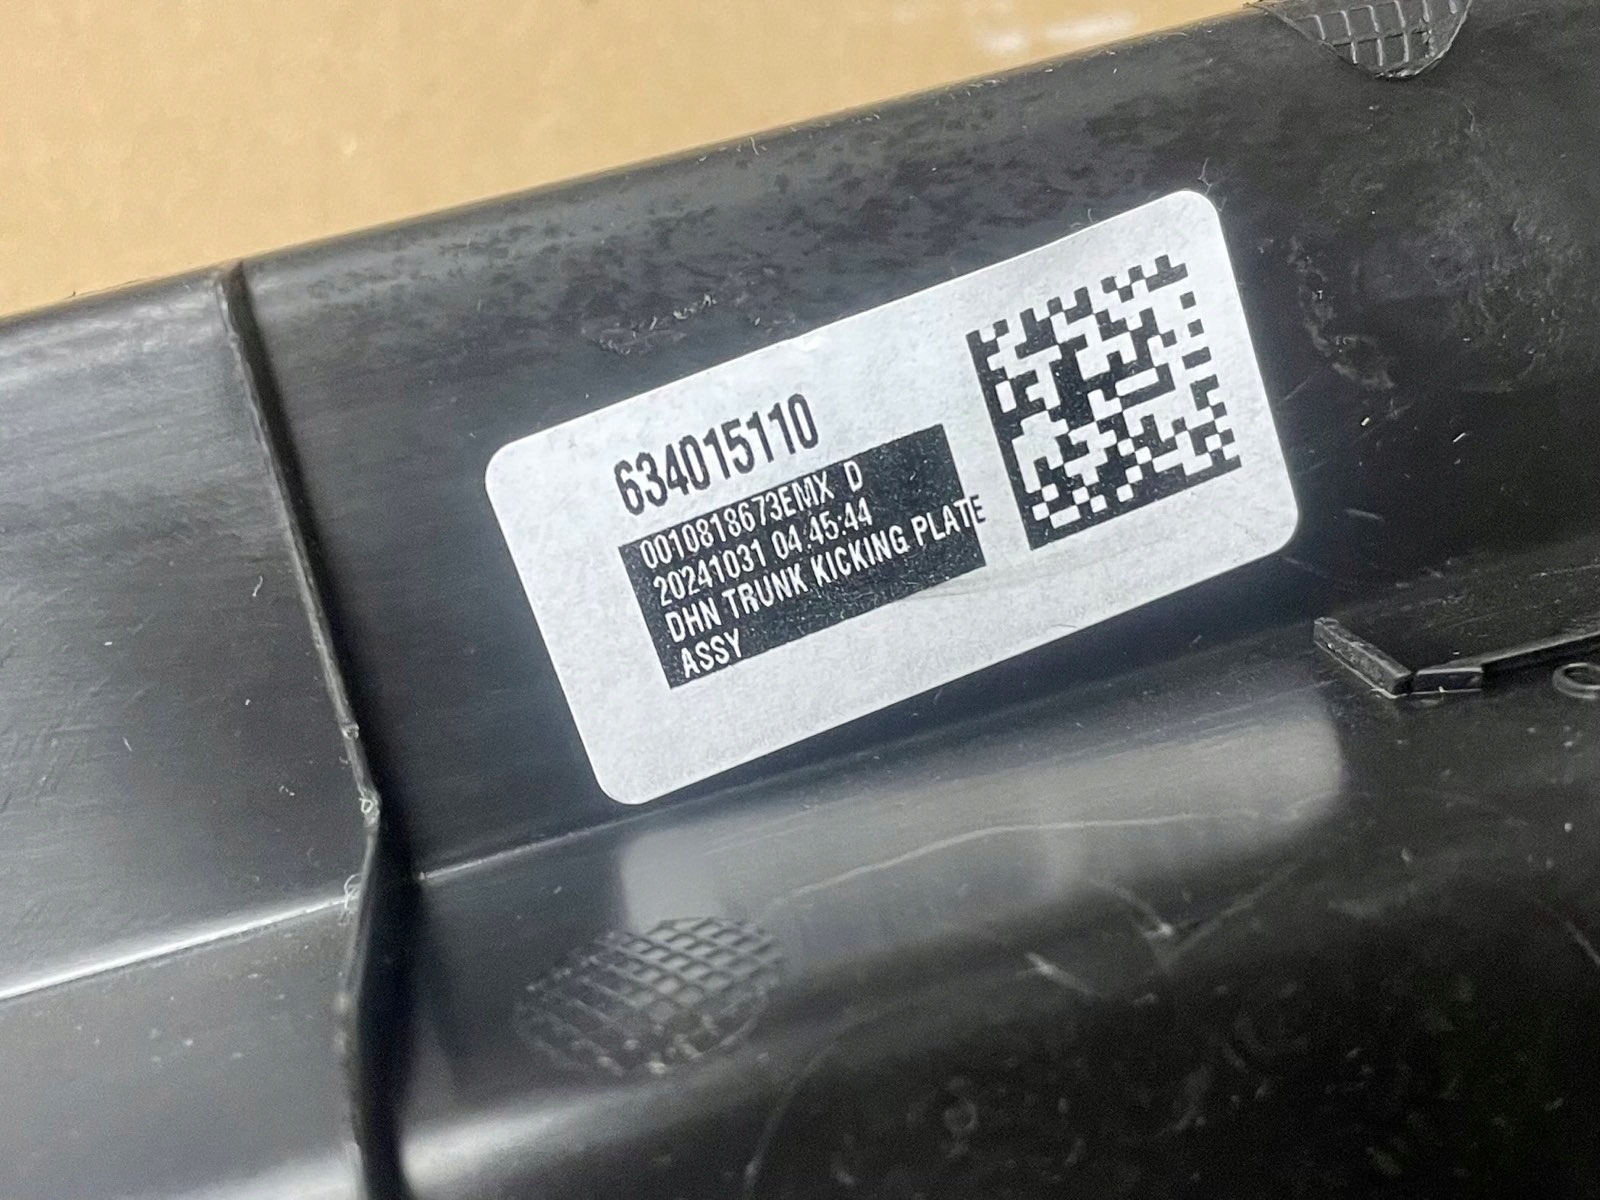 634015110
0010818673EMX D
20241031 04:45:44
DHN TRUNK KICKING PLATE
ASSY